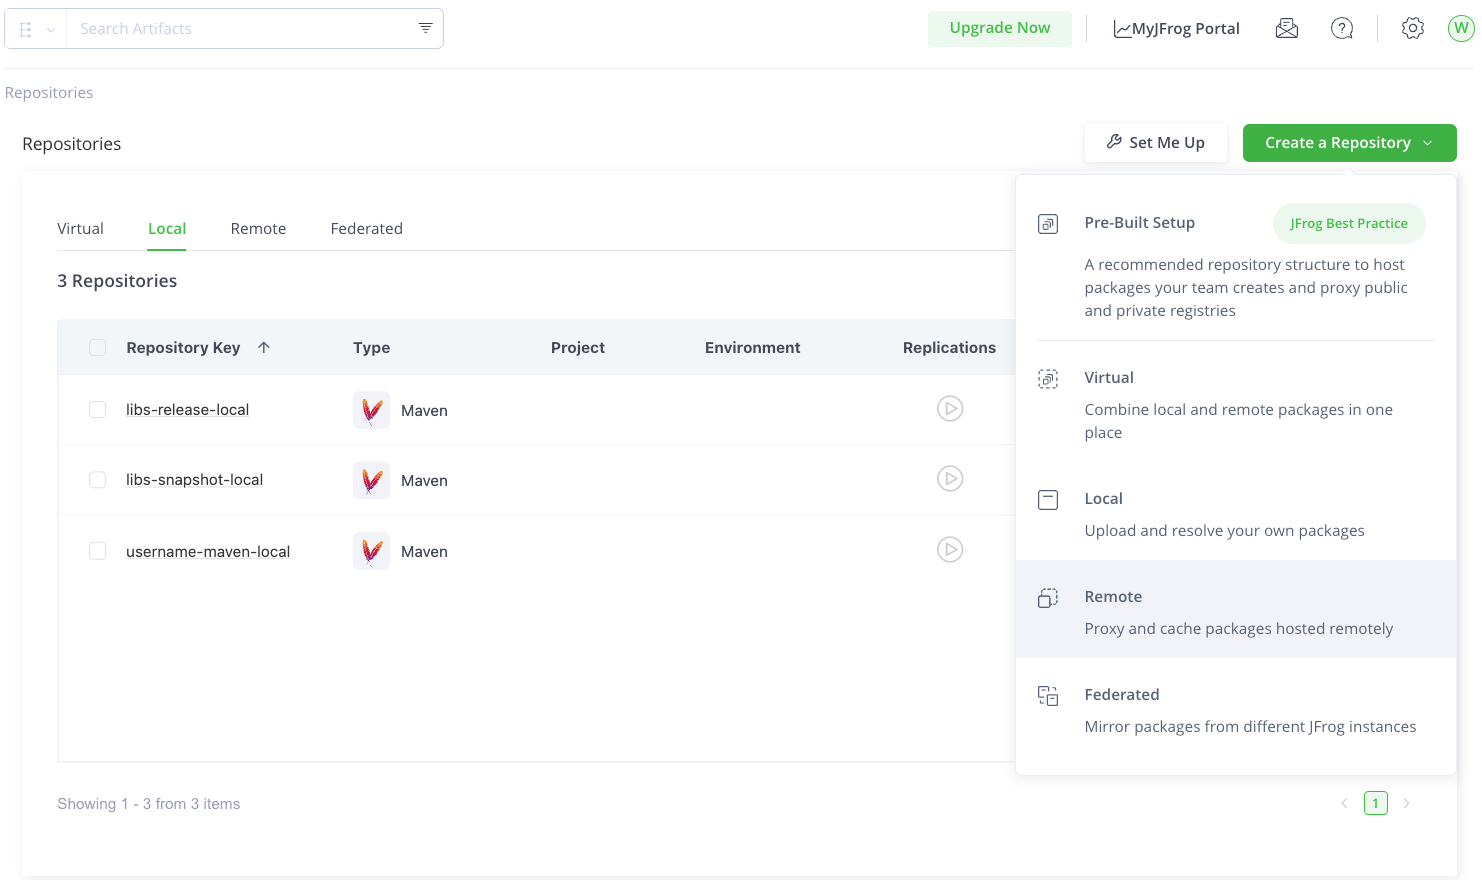 Search Artifacts
Upgrade Now
MyJFrog Portal
W
Repositories
Repositories
Set Me Up
Create a Repository
Virtual
Local
Remote
Federated
3 Repositories
Repository Key
Type
Project
Environment
Replications
libs-release-local
Maven
libs-snapshot-local
Maven
username-maven-local
Maven
Showing 1 - 3 from 3 items
1
Pre-Built Setup
JFrog Best Practice
A recommended repository structure to host
packages your team creates and proxy public
and private registries
Virtual
Combine local and remote packages in one
place
Local
Upload and resolve your own packages
Remote
Proxy and cache packages hosted remotely
Federated
Mirror packages from different JFrog instances